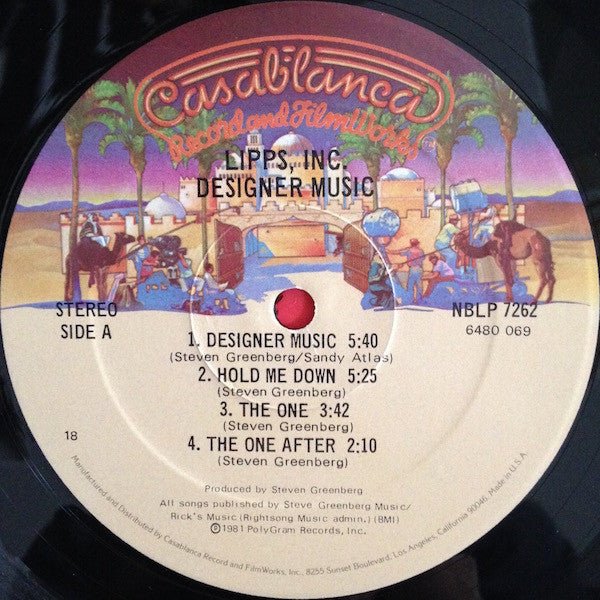 Casablanca
Record and FilmWorks
LIPPS, INC.
DESIGNER MUSIC
STEREO
SIDE A
NBLP 7262
6480 069
1. DESIGNER MUSIC 5:40
(Steven Greenberg/Sandy Atlas)
2. HOLD ME DOWN 5:25
(Steven Greenberg)
3. THE ONE 3:42
(Steven Greenberg)
4. THE ONE AFTER 2:10
(Steven Greenberg)
18
Produced by Steven Greenberg
All songs published by Steve Greenberg Music/
Rick's Music (Rightsong Music admin.) (BMI)
Ⓟ1981 PolyGram Records, Inc.
Manufactured and Distributed by Casablanca Record and FilmWorks, Inc., 8255 Sunset Boulevard, Los Angeles, California 90046. Made in U.S.A.